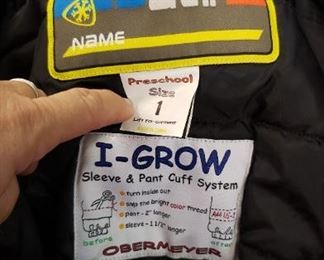 NAME
Preschool
Size
1
I-GROW
Sleeve & Pant Cuff System
turn inside out
snip the bright color thread
pant - 2" longer
sleeve - 1 1/2" longer
before
after
OBERMEYER